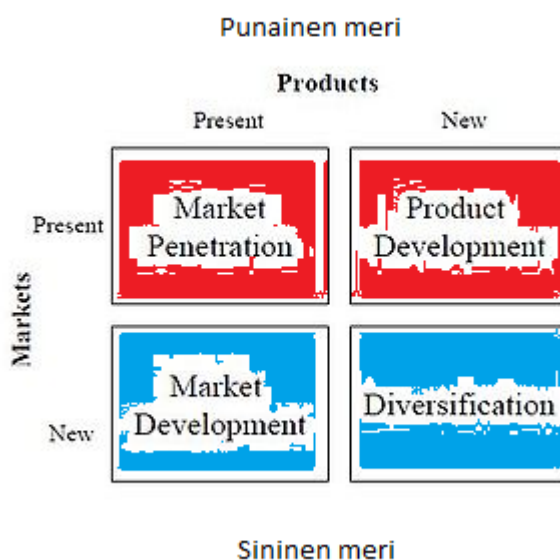 Punainen meri
Products
Present
New
Present
Market
Penetration
Product
Development
Markets
New
Market
Development
Diversification
Sininen meri